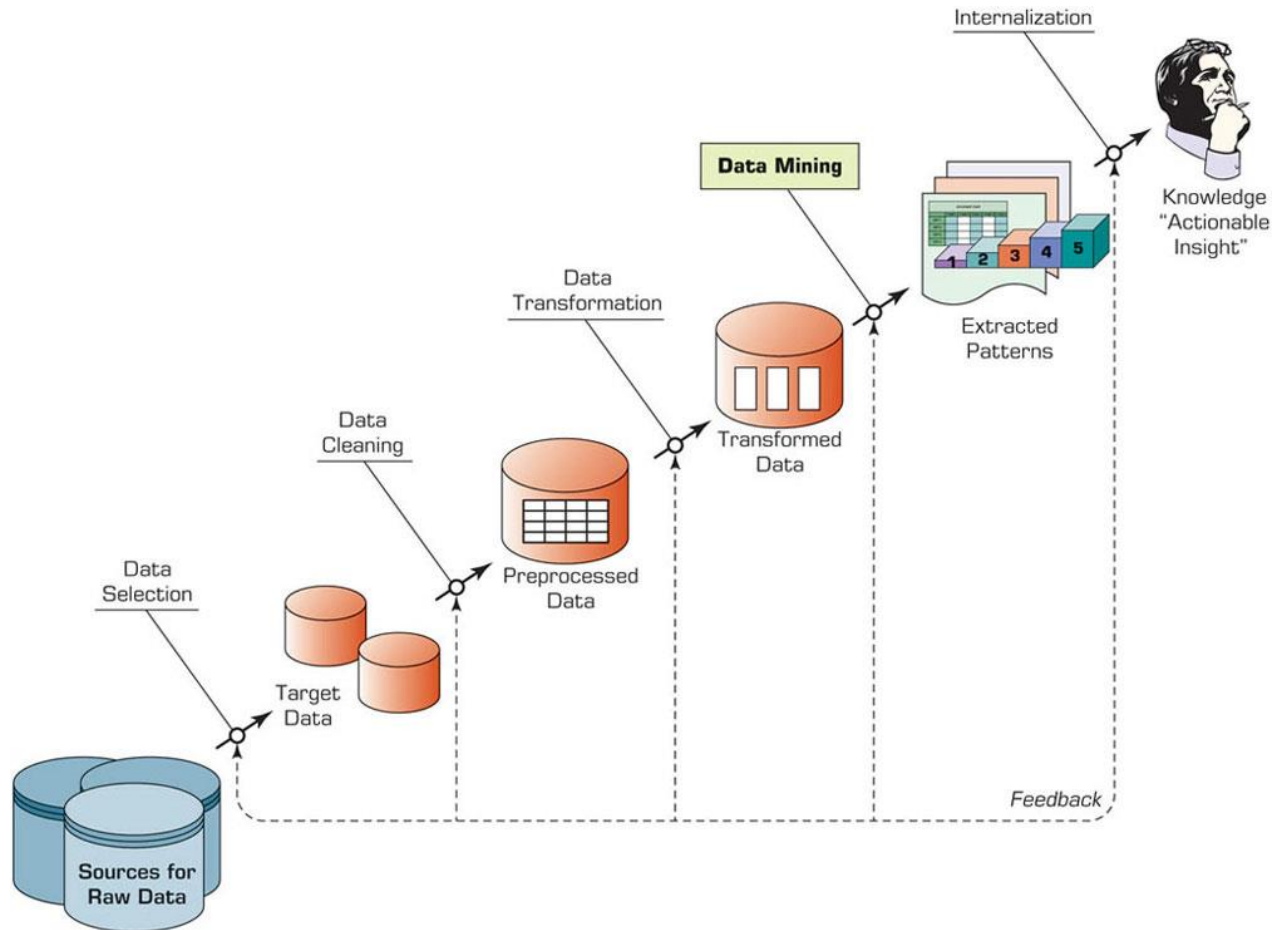 Internalization
Knowledge
"Actionable
Insight"
Data Mining
1 2 3 4 5
Extracted
Patterns
Data
Transformation
Transformed
Data
Data
Cleaning
Preprocessed
Data
Data
Selection
Target
Data
Feedback
Sources for
Raw Data